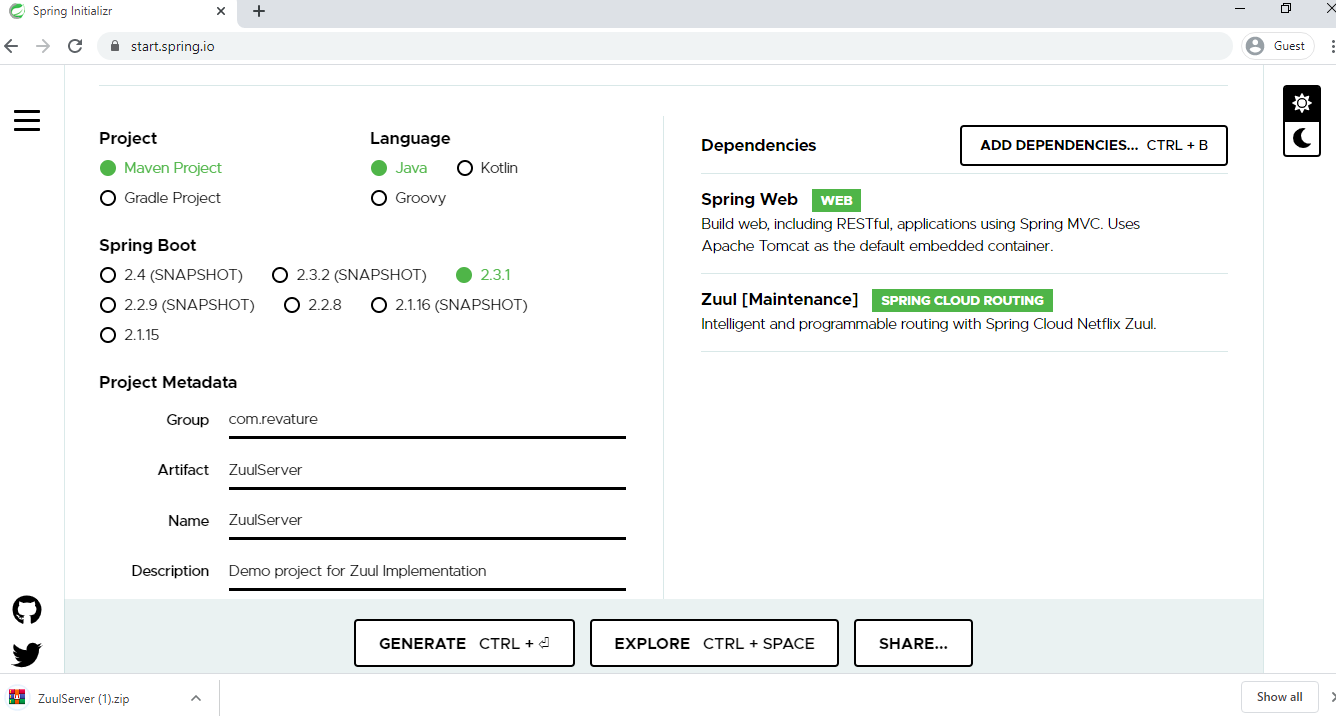 Spring Initializr
start.spring.io
Guest
Project
Maven Project
Gradle Project
Language
Java
Kotlin
Groovy
Spring Boot
2.4 (SNAPSHOT) 2.3.2 (SNAPSHOT) 2.3.1
2.2.9 (SNAPSHOT) 2.2.8 2.1.16 (SNAPSHOT)
2.1.15
Project Metadata
Group com.revature
Artifact ZuulServer
Name ZuulServer
Description Demo project for Zuul Implementation
Dependencies
ADD DEPENDENCIES... CTRL + B
Spring Web WEB
Build web, including RESTful, applications using Spring MVC. Uses
Apache Tomcat as the default embedded container.
Zuul [Maintenance] SPRING CLOUD ROUTING
Intelligent and programmable routing with Spring Cloud Netflix Zuul.
GENERATE CTRL + ⏎
EXPLORE CTRL + SPACE
SHARE...
ZuulServer (1).zip
Show all